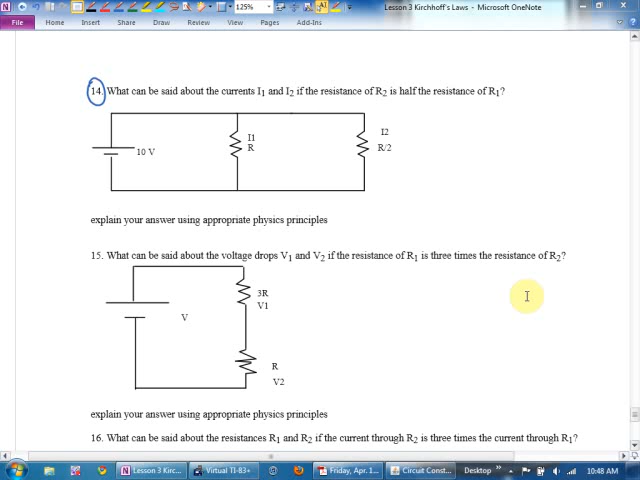 Lesson 3 Kirchhoff's Laws - Microsoft OneNote
125%
File Home Insert Share Draw Review View Add-Ins
14. What can be said about the currents I1 and I2 if the resistance of R2 is half the resistance of R1?
I1
R
I2
R/2
10 V
explain your answer using appropriate physics principles
15. What can be said about the voltage drops V1 and V2 if the resistance of R1 is three times the resistance of R2?
3R
V1
V
R
V2
explain your answer using appropriate physics principles
16. What can be said about the resistances R1 and R2 if the current through R2 is three times the current through R1?
Lesson 3 Kirc... Virtual TI-83+ Friday, Apr. 1... Circuit Const... Desktop 10:48 AM